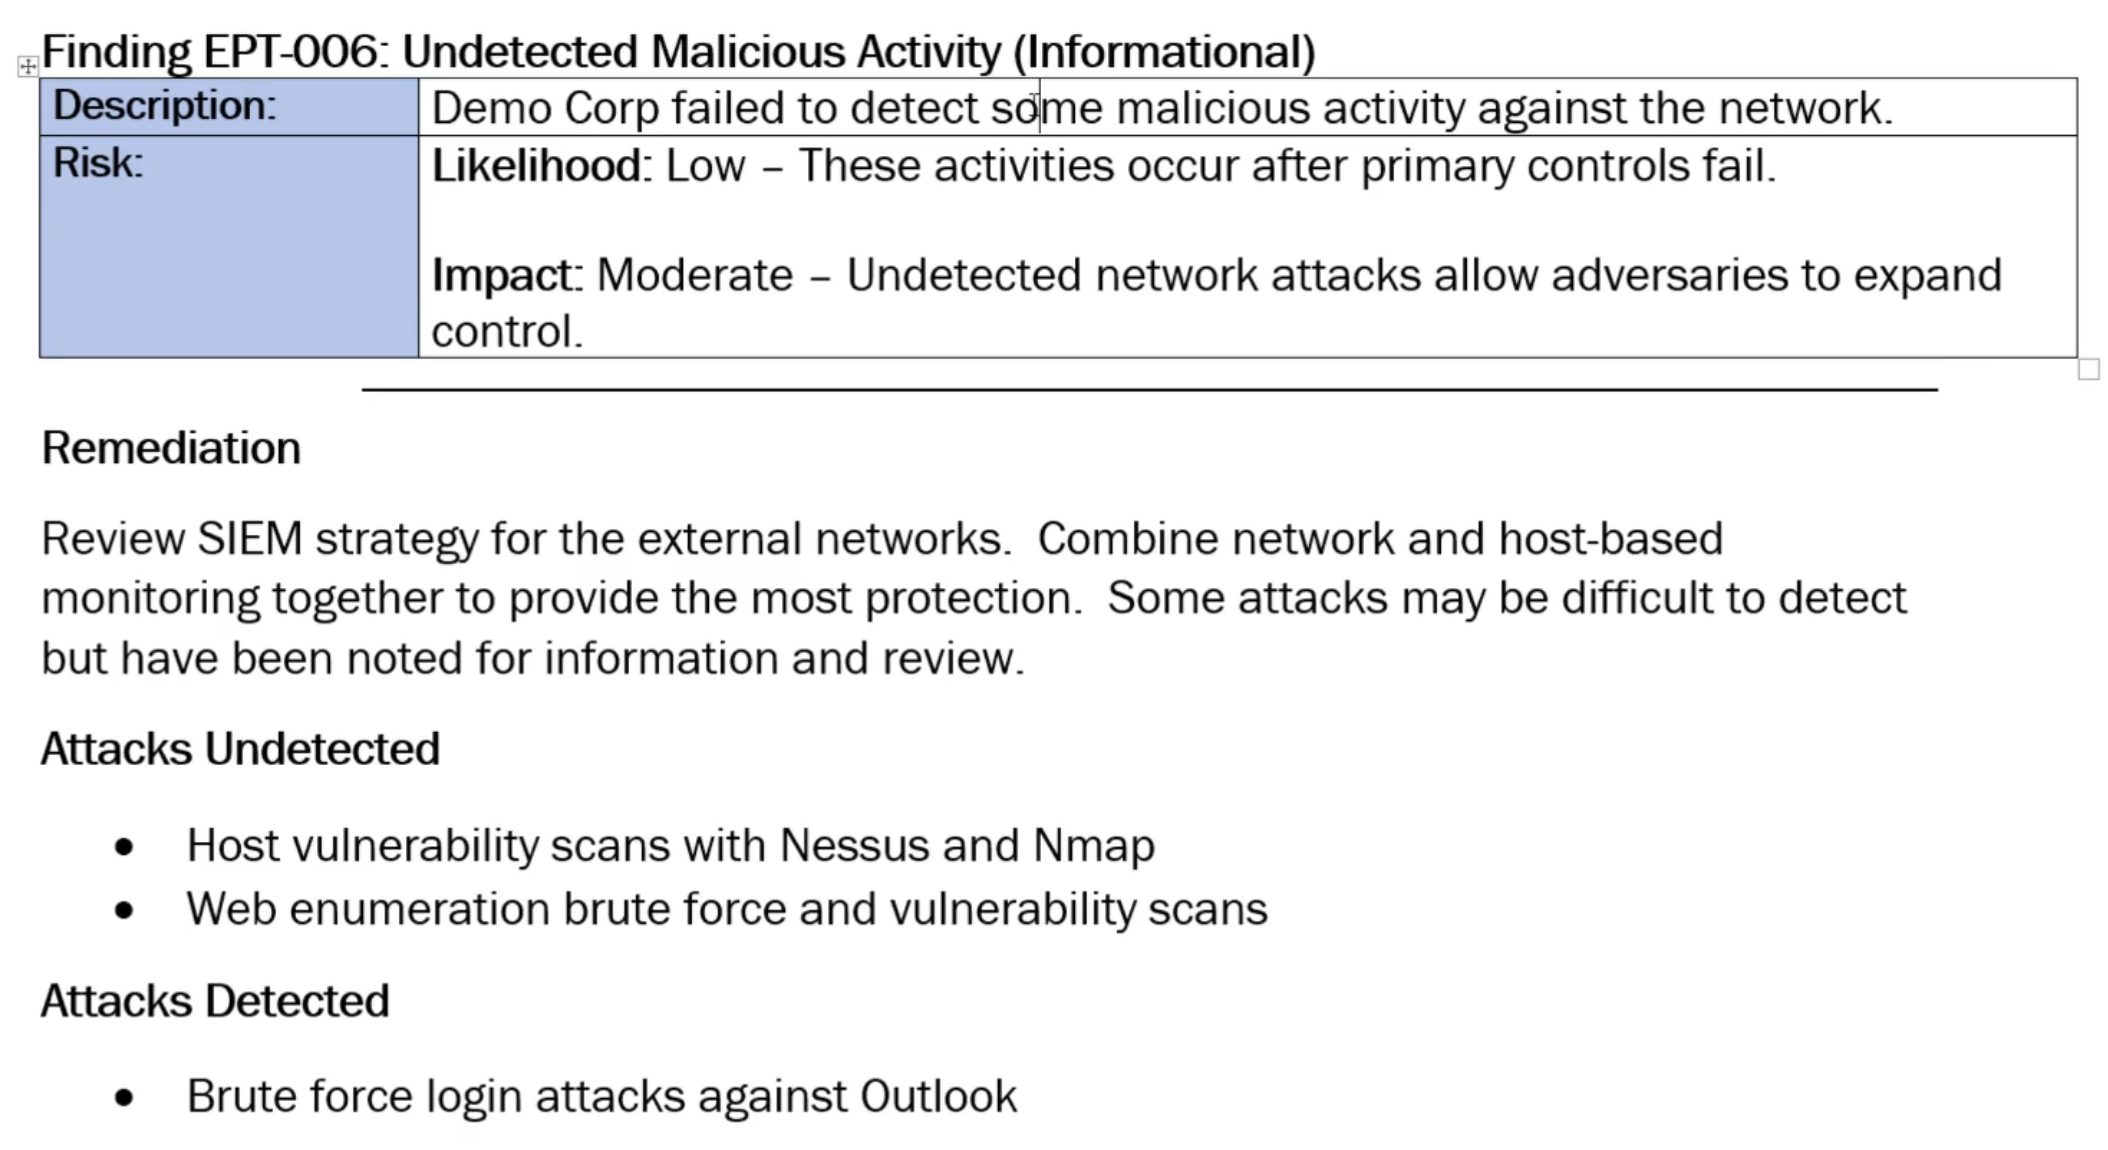 Finding EPT-006: Undetected Malicious Activity (Informational)
Description:
Demo Corp failed to detect some malicious activity against the network.
Risk:
Likelihood: Low – These activities occur after primary controls fail.
Impact: Moderate – Undetected network attacks allow adversaries to expand
control.
Remediation
Review SIEM strategy for the external networks.  Combine network and host-based
monitoring together to provide the most protection.  Some attacks may be difficult to detect
but have been noted for information and review.
Attacks Undetected
• Host vulnerability scans with Nessus and Nmap
• Web enumeration brute force and vulnerability scans
Attacks Detected
• Brute force login attacks against Outlook